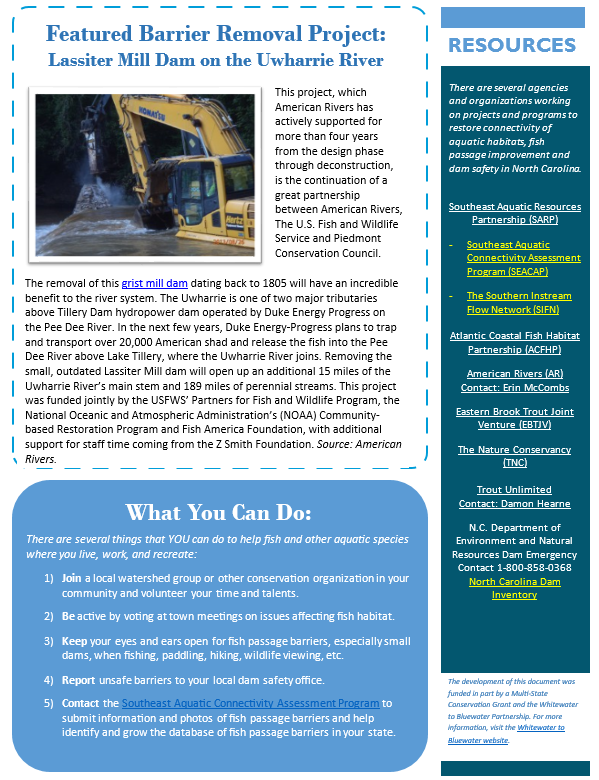 Featured Barrier Removal Project:
Lassiter Mill Dam on the Uwharrie River
KOMATSU
Hertz
This project, which
American Rivers has
actively supported for
more than four years
from the design phase
through deconstruction,
is the continuation of a
great partnership
between American Rivers,
The U.S. Fish and Wildlife
Service and Piedmont
Conservation Council.
The removal of this grist mill dam dating back to 1805 will have an incredible
benefit to the river system. The Uwharrie is one of two major tributaries
above Tillery Dam hydropower dam operated by Duke Energy Progress on
the Pee Dee River. In the next few years, Duke Energy-Progress plans to trap
and transport over 20,000 American shad and release the fish into the Pee
Dee River above Lake Tillery, where the Uwharrie River joins. Removing the
small, outdated Lassiter Mill dam will open up an additional 15 miles of the
Uwharrie River's main stem and 189 miles of perennial streams. This project
was funded jointly by the USFWS' Partners for Fish and Wildlife Program, the
National Oceanic and Atmospheric Administration's (NOAA) Community-
based Restoration Program and Fish America Foundation, with additional
support for staff time coming from the Z Smith Foundation. Source: American
Rivers.
What You Can Do:
There are several things that YOU can do to help fish and other aquatic species
where you live, work, and recreate:
1) Join a local watershed group or other conservation organization in your
community and volunteer your time and talents.
2) Be active by voting at town meetings on issues affecting fish habitat.
3) Keep your eyes and ears open for fish passage barriers, especially small
dams, when fishing, paddling, hiking, wildlife viewing, etc.
4) Report unsafe barriers to your local dam safety office.
5) Contact the Southeast Aquatic Connectivity Assessment Program to
submit information and photos of fish passage barriers and help
identify and grow the database of fish passage barriers in your state.
RESOURCES
There are several agencies
and organizations working
on projects and programs to
restore connectivity of
aquatic habitats, fish
passage improvement and
dam safety in North Carolina.
Southeast Aquatic Resources
Partnership (SARP)
- Southeast Aquatic
Connectivity Assessment
Program (SEACAP)
- The Southern Instream
Flow Network (SIFN)
Atlantic Coastal Fish Habitat
Partnership (ACFHP)
American Rivers (AR)
Contact: Erin McCombs
Eastern Brook Trout Joint
Venture (EBTJV)
The Nature Conservancy
(TNC)
Trout Unlimited
Contact: Damon Hearne
N.C. Department of
Environment and Natural
Resources Dam Emergency
Contact 1-800-858-0368
North Carolina Dam
Inventory
The development of this document was
funded in part by a Multi-State
Conservation Grant and the Whitewater
to Bluewater Partnership. For more
information, visit the Whitewater to
Bluewater website.